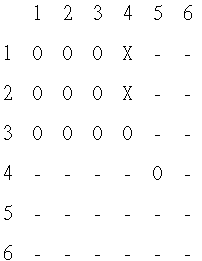 1 2 3 4 5 6
1 O O O X - -
2 O O O X - -
3 O O O O - -
4 - - - - O -
5 - - - - - -
6 - - - - - -